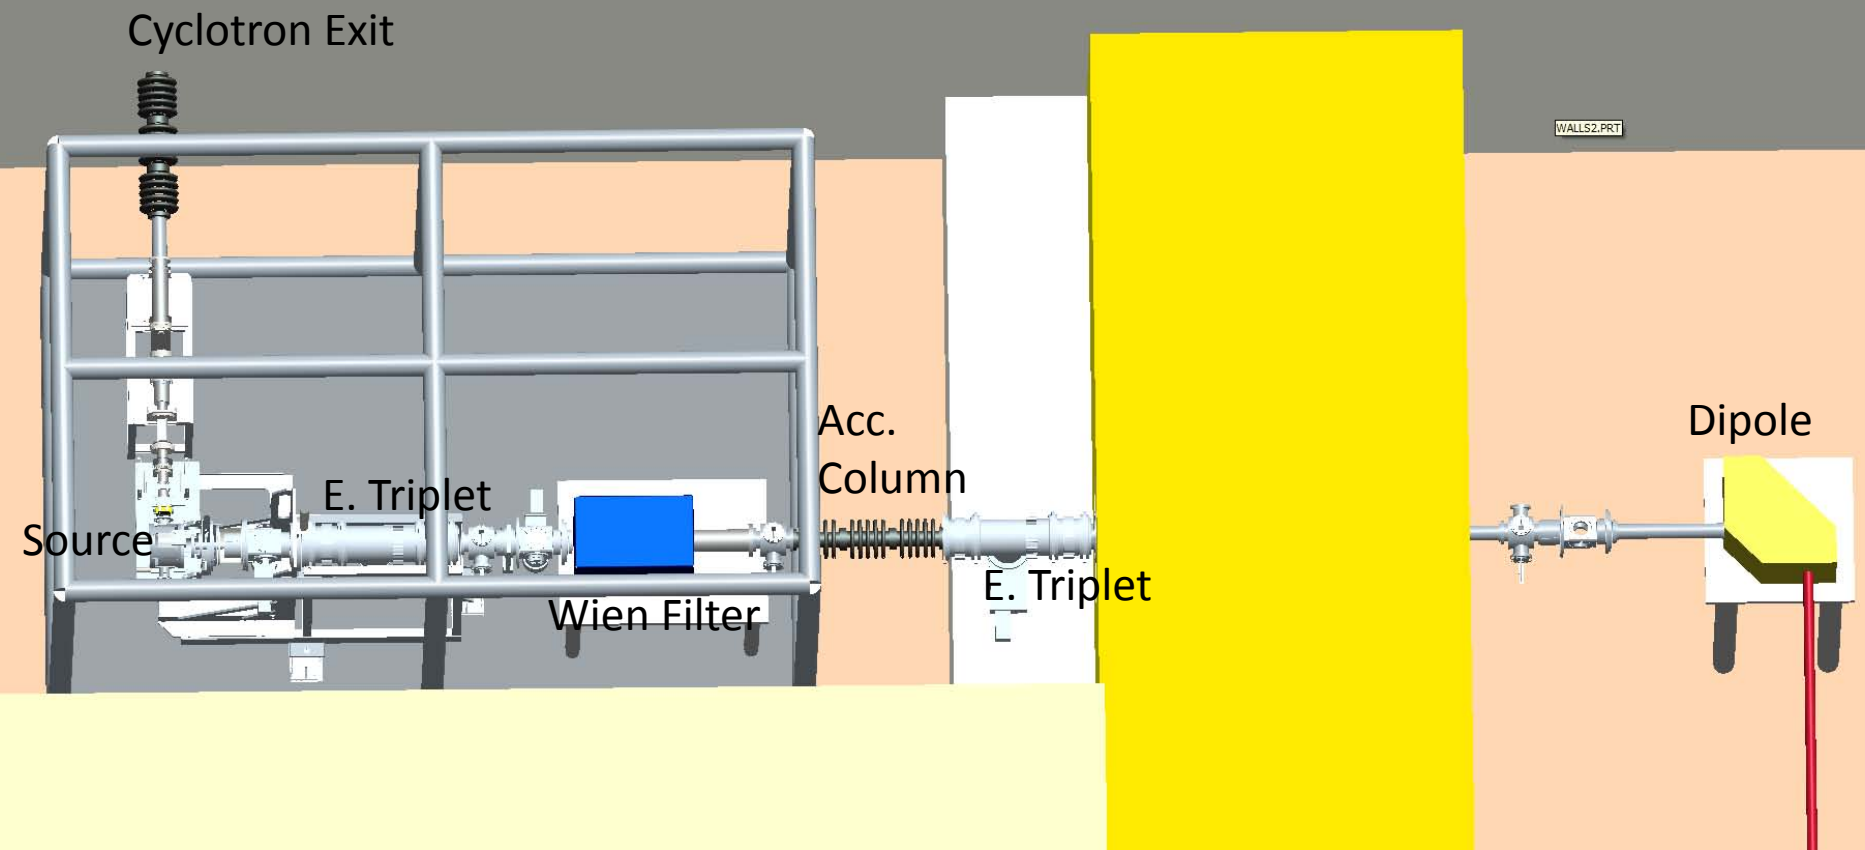 Cyclotron Exit
WALLS2.PRT
Acc.
Column
Dipole
E. Triplet
Source
E. Triplet
Wien Filter